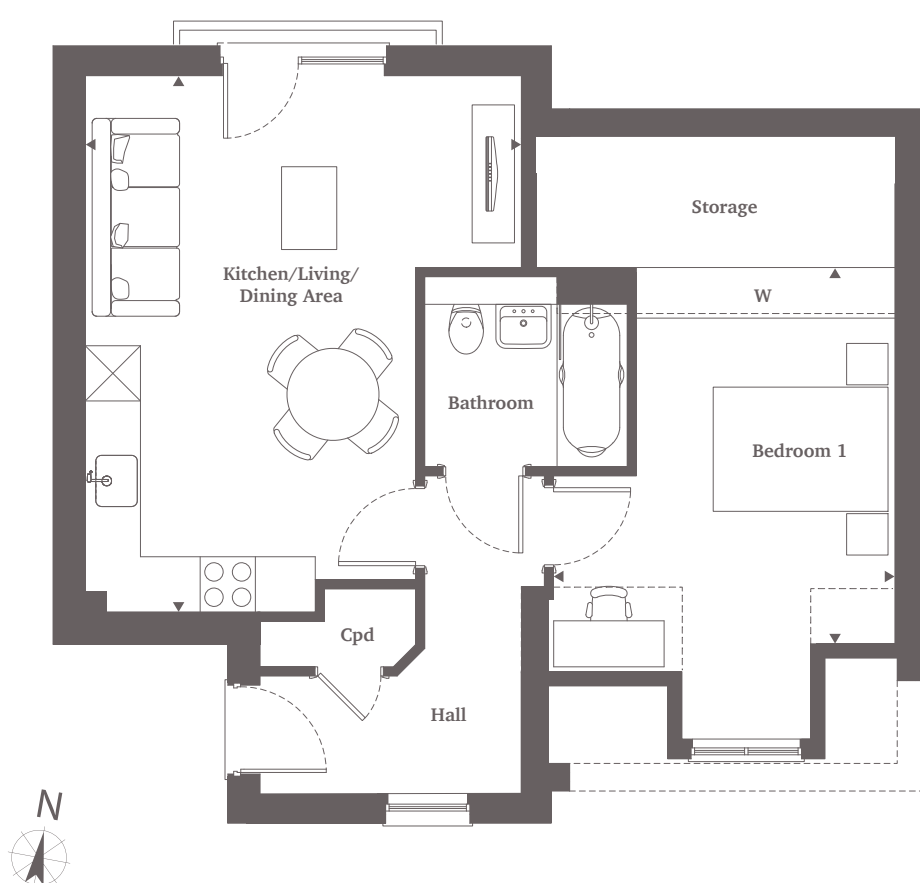 Storage
Kitchen/Living/
Dining Area
W
Bathroom
Bedroom 1
Cpd
Hall
N